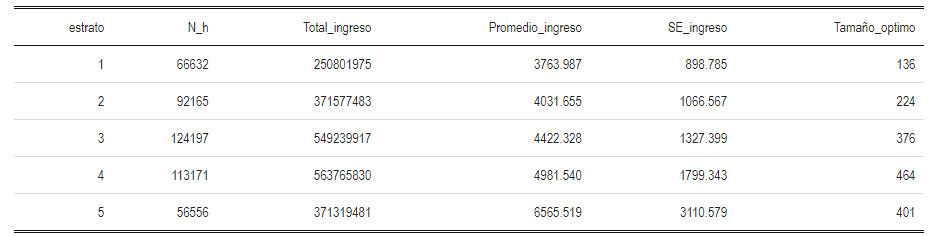 estrato N_h Total_ingreso Promedio_ingreso SE_ingreso Tamaño_optimo
1 66632 250801975 3763.987 898.785 136
2 92165 371577483 4031.655 1066.567 224
3 124197 549239917 4422.328 1327.399 376
4 113171 563765830 4981.540 1799.343 464
5 56556 371319481 6565.519 3110.579 401